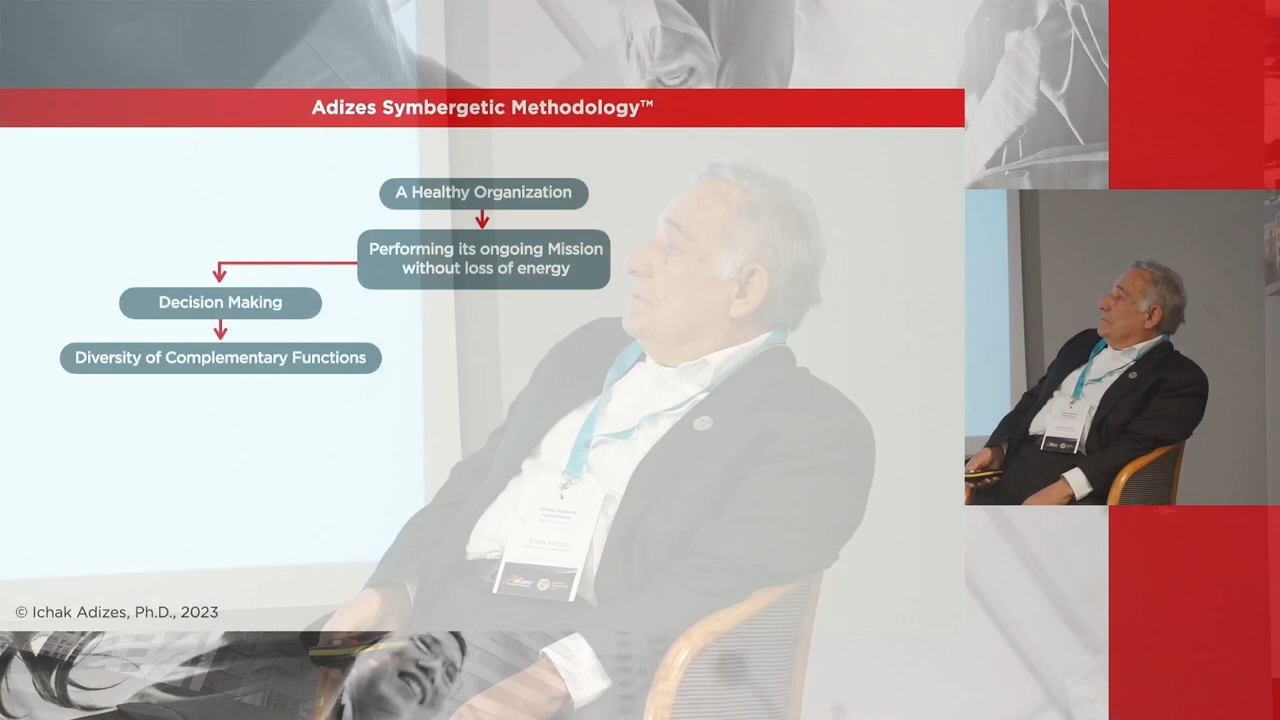 Adizes Symbergetic Methodology™
A Healthy Organization
Performing its ongoing Mission
without loss of energy
Decision Making
Diversity of Complementary Functions
© Ichak Adizes, Ph.D., 2023